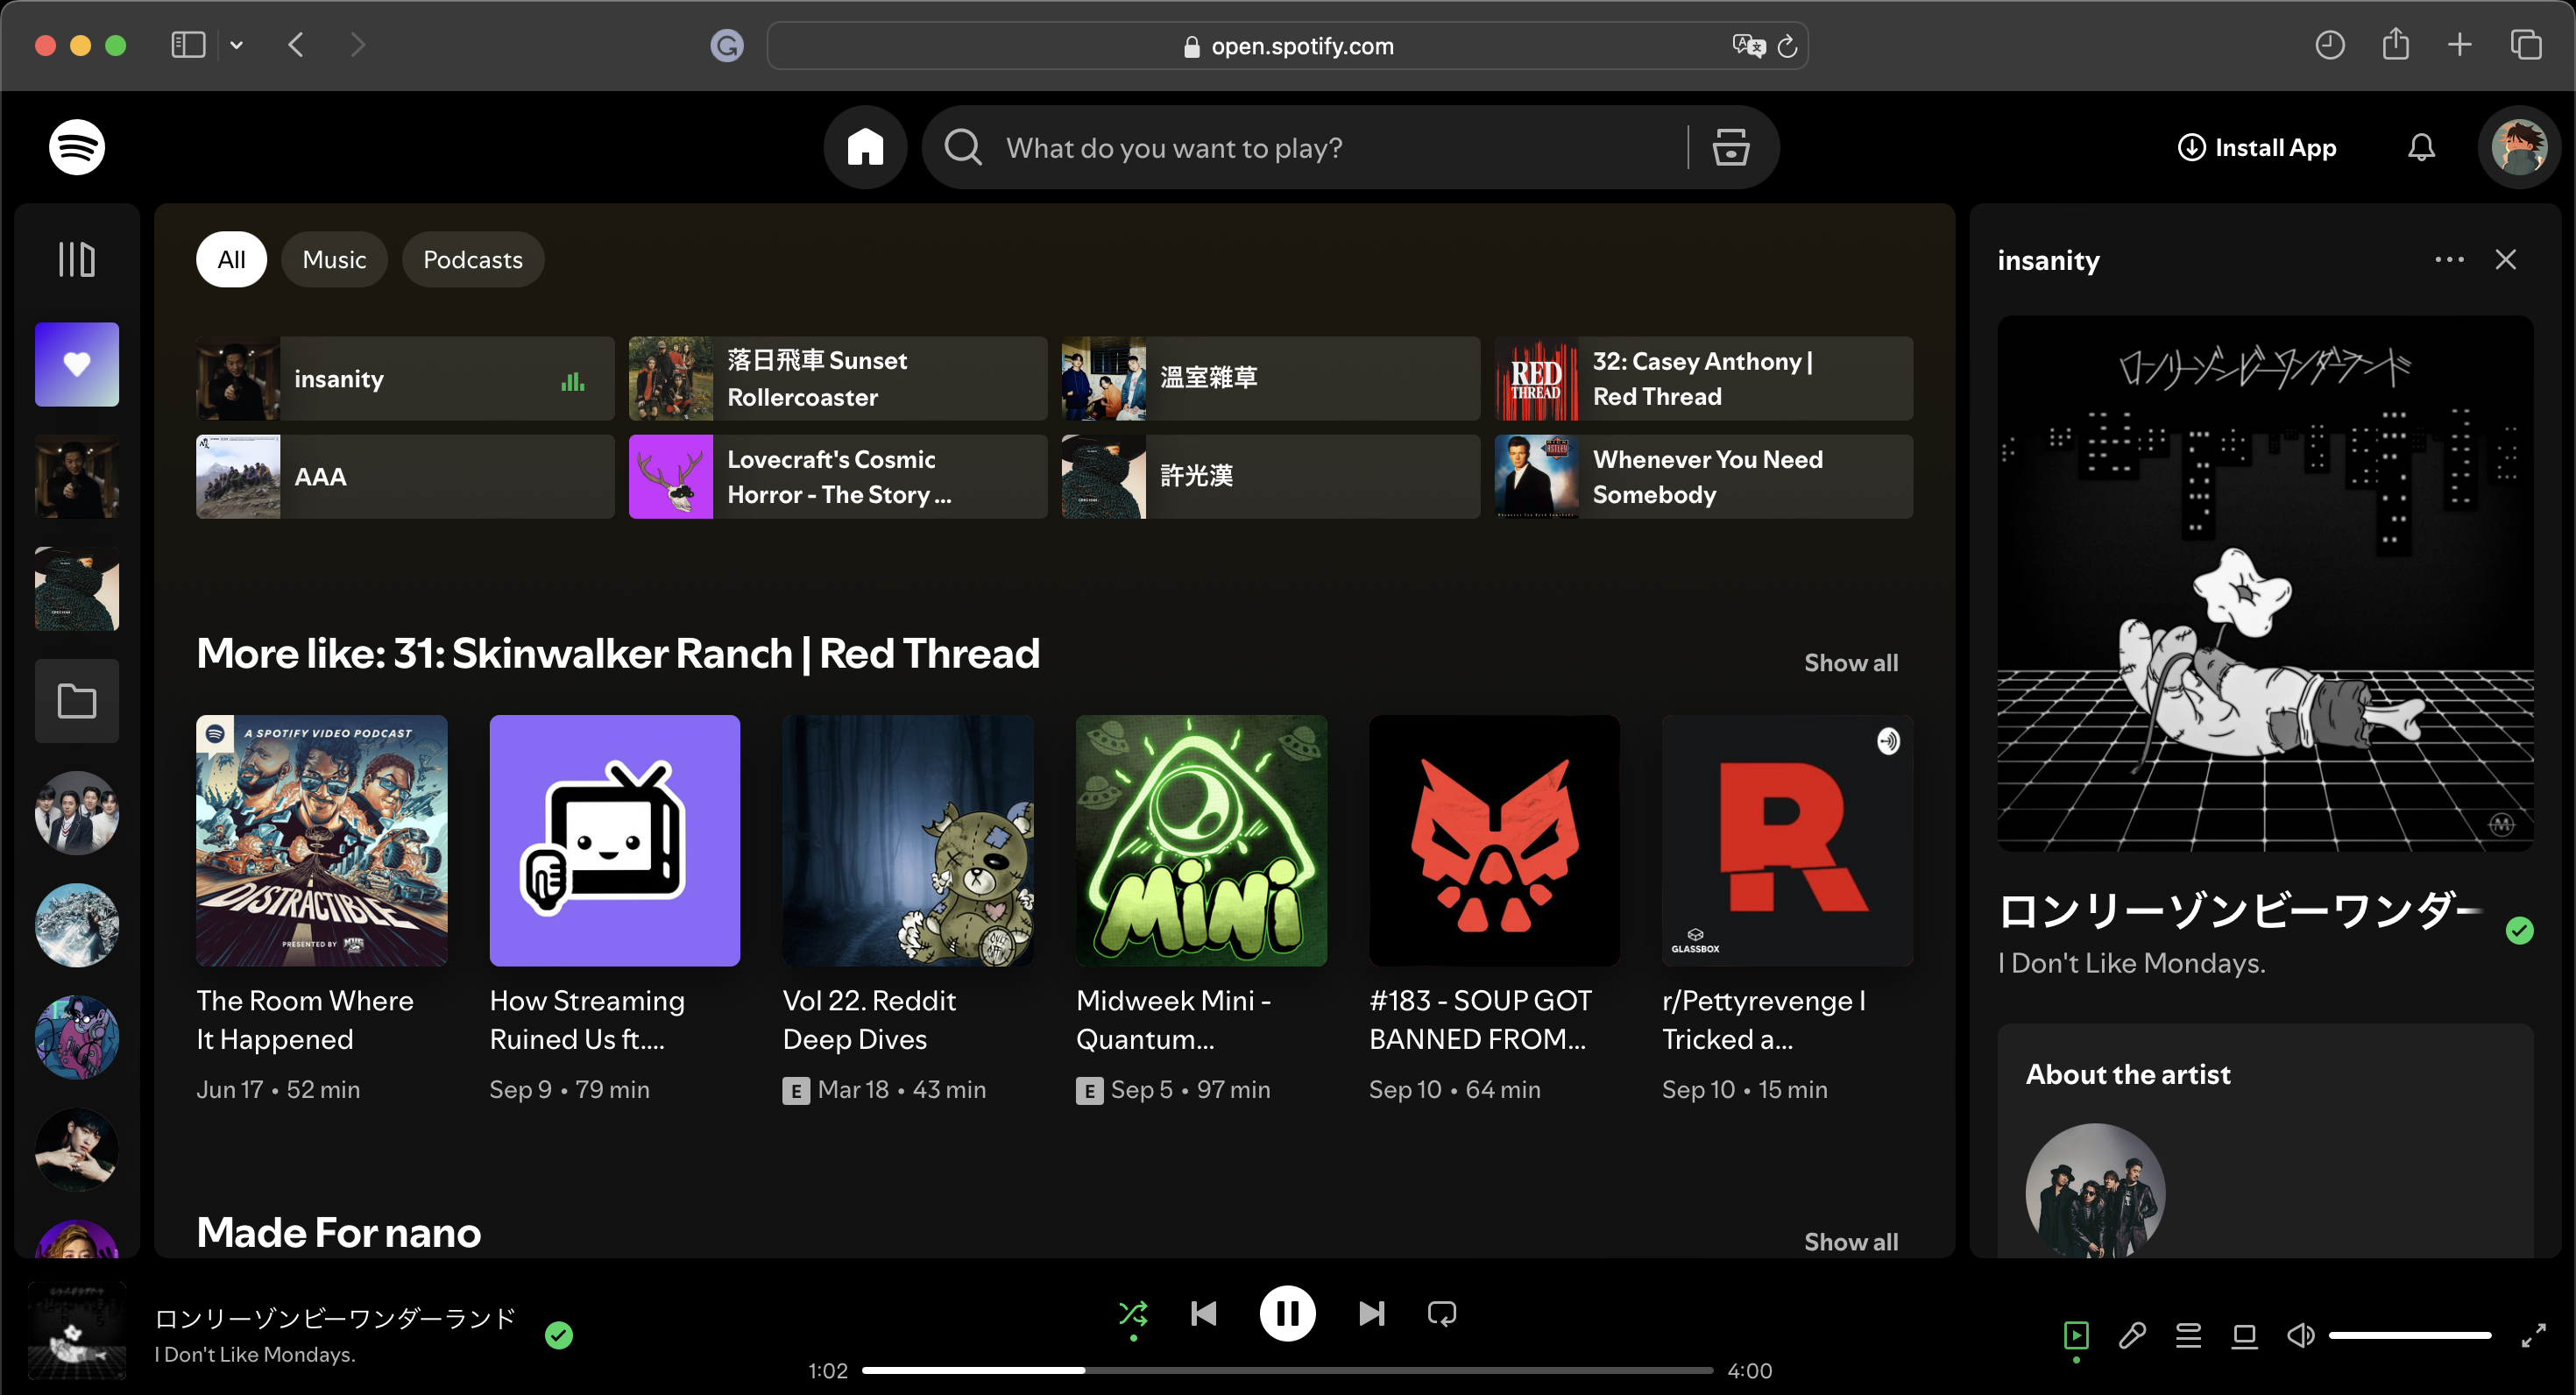 open.spotify.com
What do you want to play?
Install App
All
Music
Podcasts
insanity
落日飛車 Sunset
Rollercoaster
溫室雜草
RED
THREAD
32: Casey Anthony |
Red Thread
AAA
Lovecraft's Cosmic
Horror - The Story ...
許光漢
ASTLEY
Whenever You Need
Somebody
More like: 31: Skinwalker Ranch | Red Thread
Show all
A SPOTIFY VIDEO PODCAST
DISTRACTIBLE
PRESENTED BY
MINI
R
GLASSBOX
The Room Where
It Happened
Jun 17 • 52 min
How Streaming
Ruined Us ft....
Sep 9 • 79 min
Vol 22. Reddit
Deep Dives
E Mar 18 • 43 min
Midweek Mini -
Quantum...
E Sep 5 • 97 min
#183 - SOUP GOT
BANNED FROM...
Sep 10 • 64 min
r/Pettyrevenge I
Tricked a...
Sep 10 • 15 min
Made For nano
Show all
insanity
ロンリーゾンビーワンダーランド
ロンリーゾンビーワンダー
I Don't Like Mondays.
About the artist
ロンリーゾンビーワンダーランド
I Don't Like Mondays.
1:02
4:00